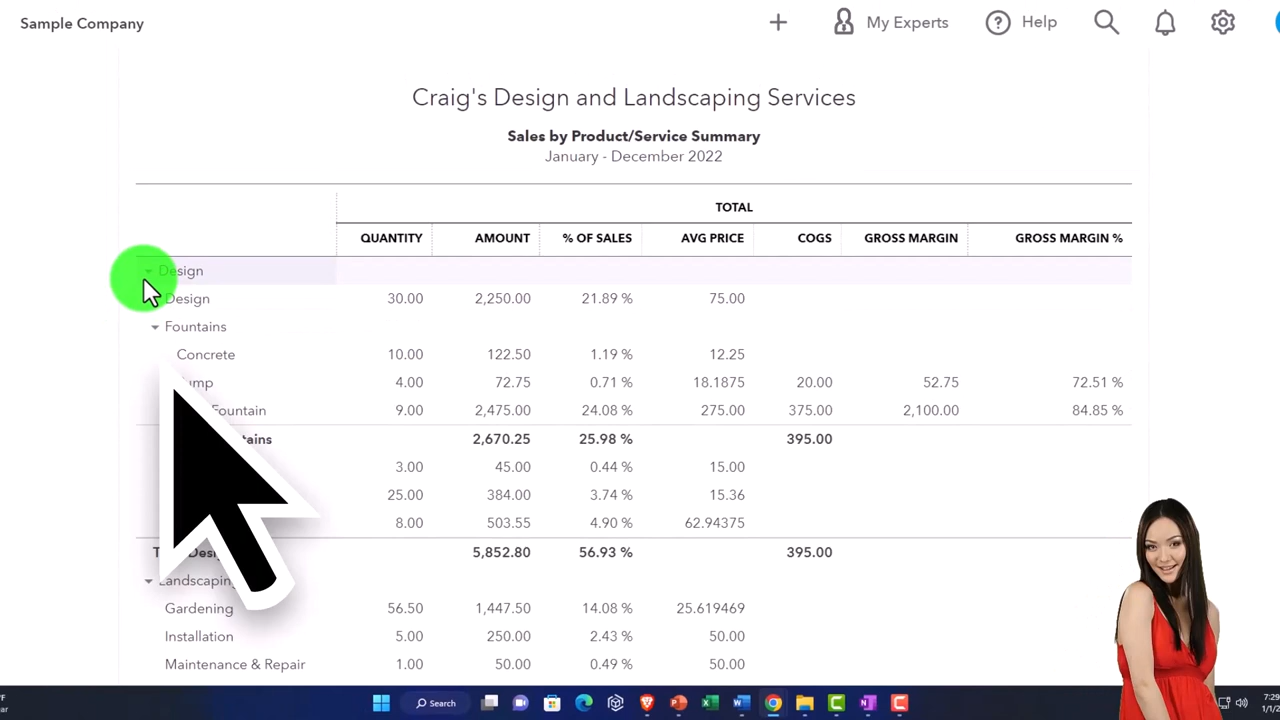 Sample Company My Experts Help
Craig's Design and Landscaping Services
Sales by Product/Service Summary
January - December 2022
TOTAL
QUANTITY AMOUNT % OF SALES AVG PRICE COGS GROSS MARGIN GROSS MARGIN %
Design
Design 30.00 2,250.00 21.89 % 75.00
Fountains
Concrete 10.00 122.50 1.19 % 12.25
4.00 72.75 0.71 % 18.1875 20.00 52.75 72.51 %
Fountain 9.00 2,475.00 24.08 % 275.00 375.00 2,100.00 84.85 %
2,670.25 25.98 % 395.00
3.00 45.00 0.44 % 15.00
25.00 384.00 3.74 % 15.36
8.00 503.55 4.90 % 62.94375
5,852.80 56.93 % 395.00
Landscaping
Gardening 56.50 1,447.50 14.08 % 25.619469
Installation 5.00 250.00 2.43 % 50.00
Maintenance & Repair 1.00 50.00 0.49 % 50.00
Search